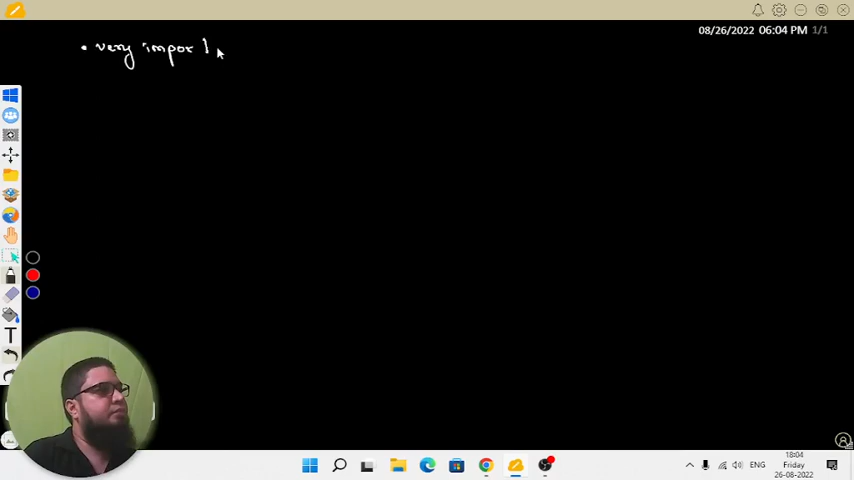 08/26/2022 06:04 PM 1/1
• very impor
T
ENG
18:04
Friday
26-08-2022